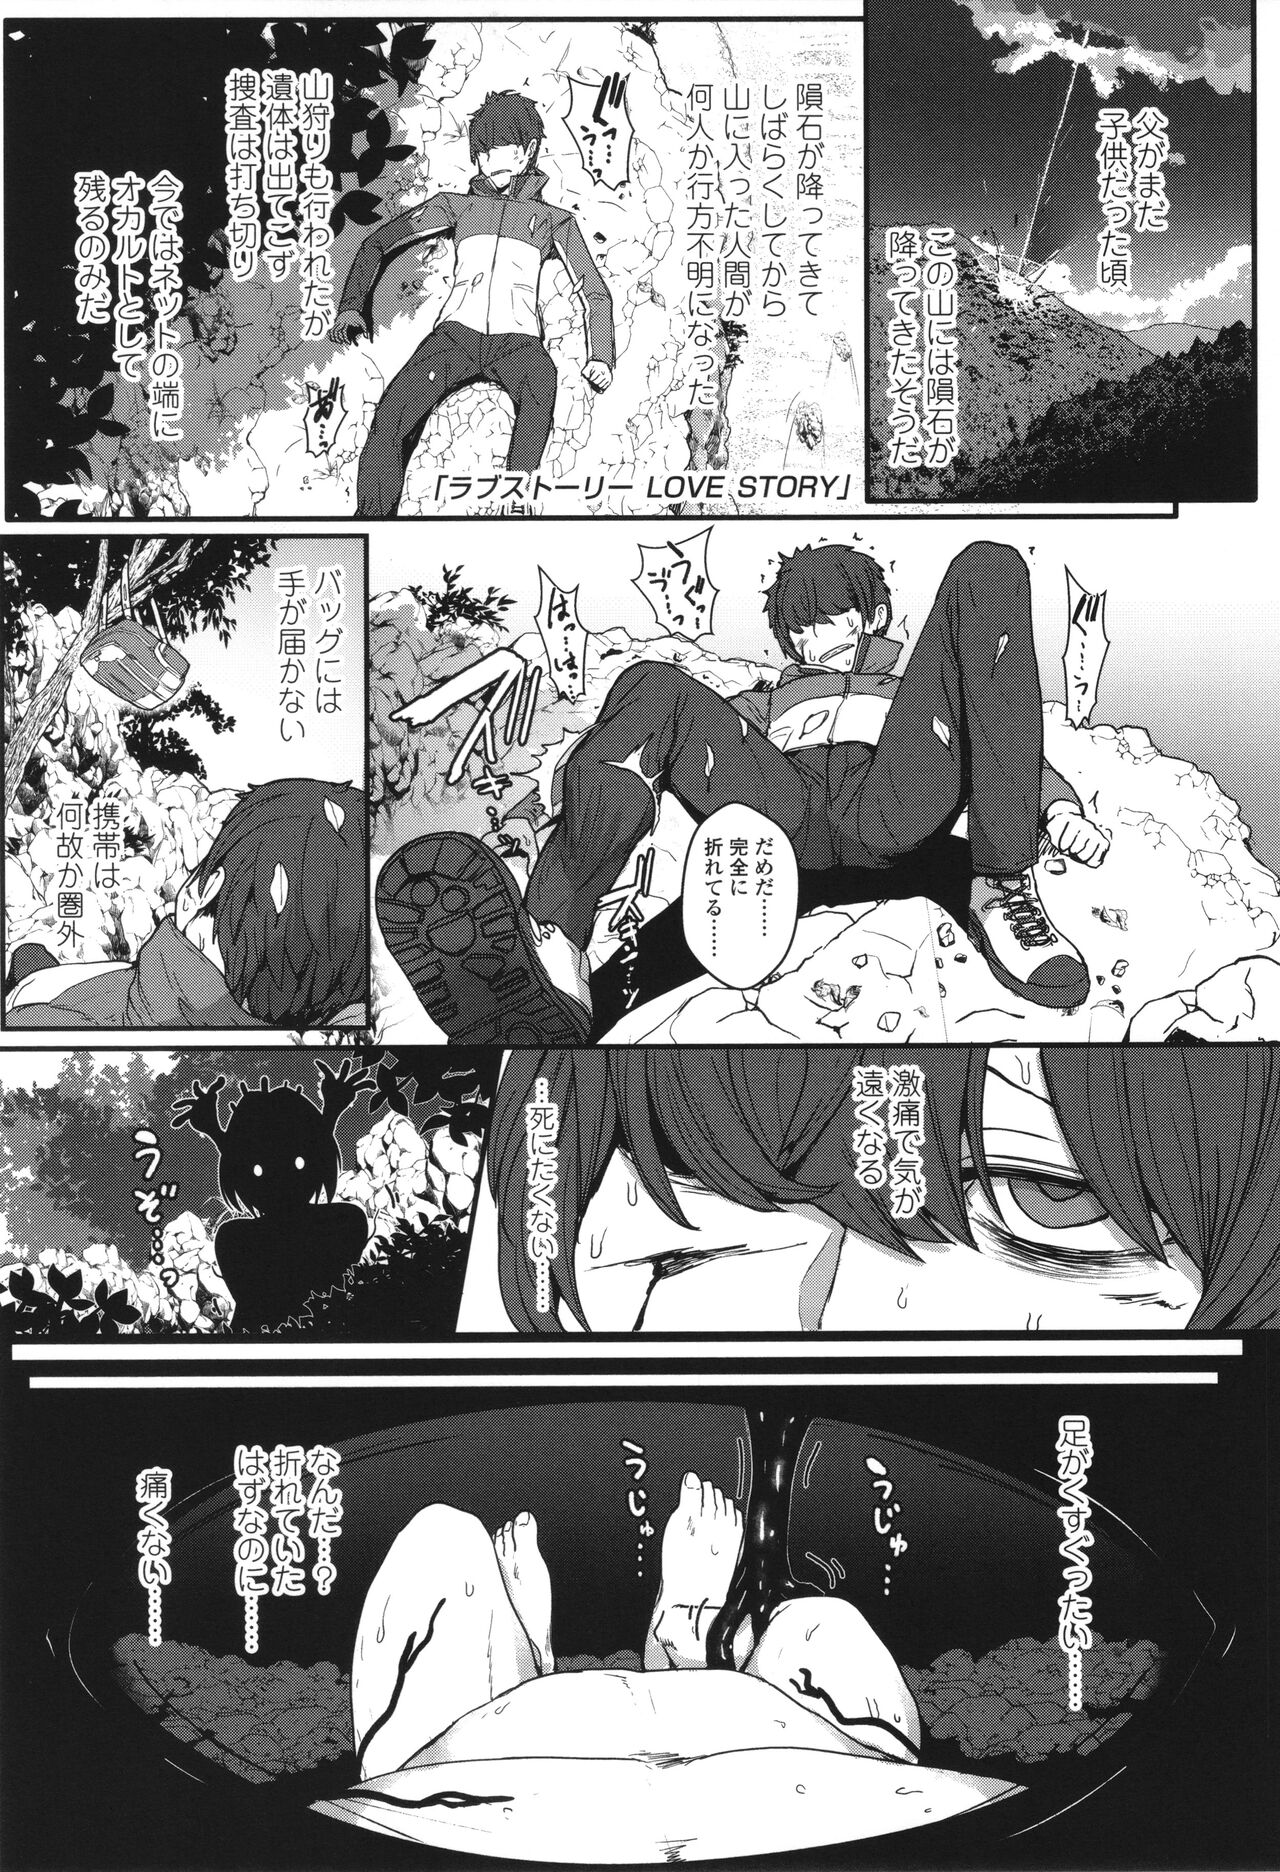 父がまだ
子供だった頃
この山には隕石が
降ってきたそうだ
隕石が降ってきて
しばらくしてから
山に入った人間が
何人か行方不明になった
山狩りも行われたが
遺体は出てこず
捜査は打ち切り
今ではネットの端に
オカルトとして
残るのみだ
「ラブストーリー LOVE STORY」
はっ…はっ…
だめだ……
完全に
折れてる……
バッグには
手が届かない
携帯は
何故か圏外
激痛で気が
遠くなる
…死にたくない……
うぞ…
足がくすぐったい……
うじゅ…
うじゅ…
なんだ…？
折れていた
はずなのに……
痛くない……